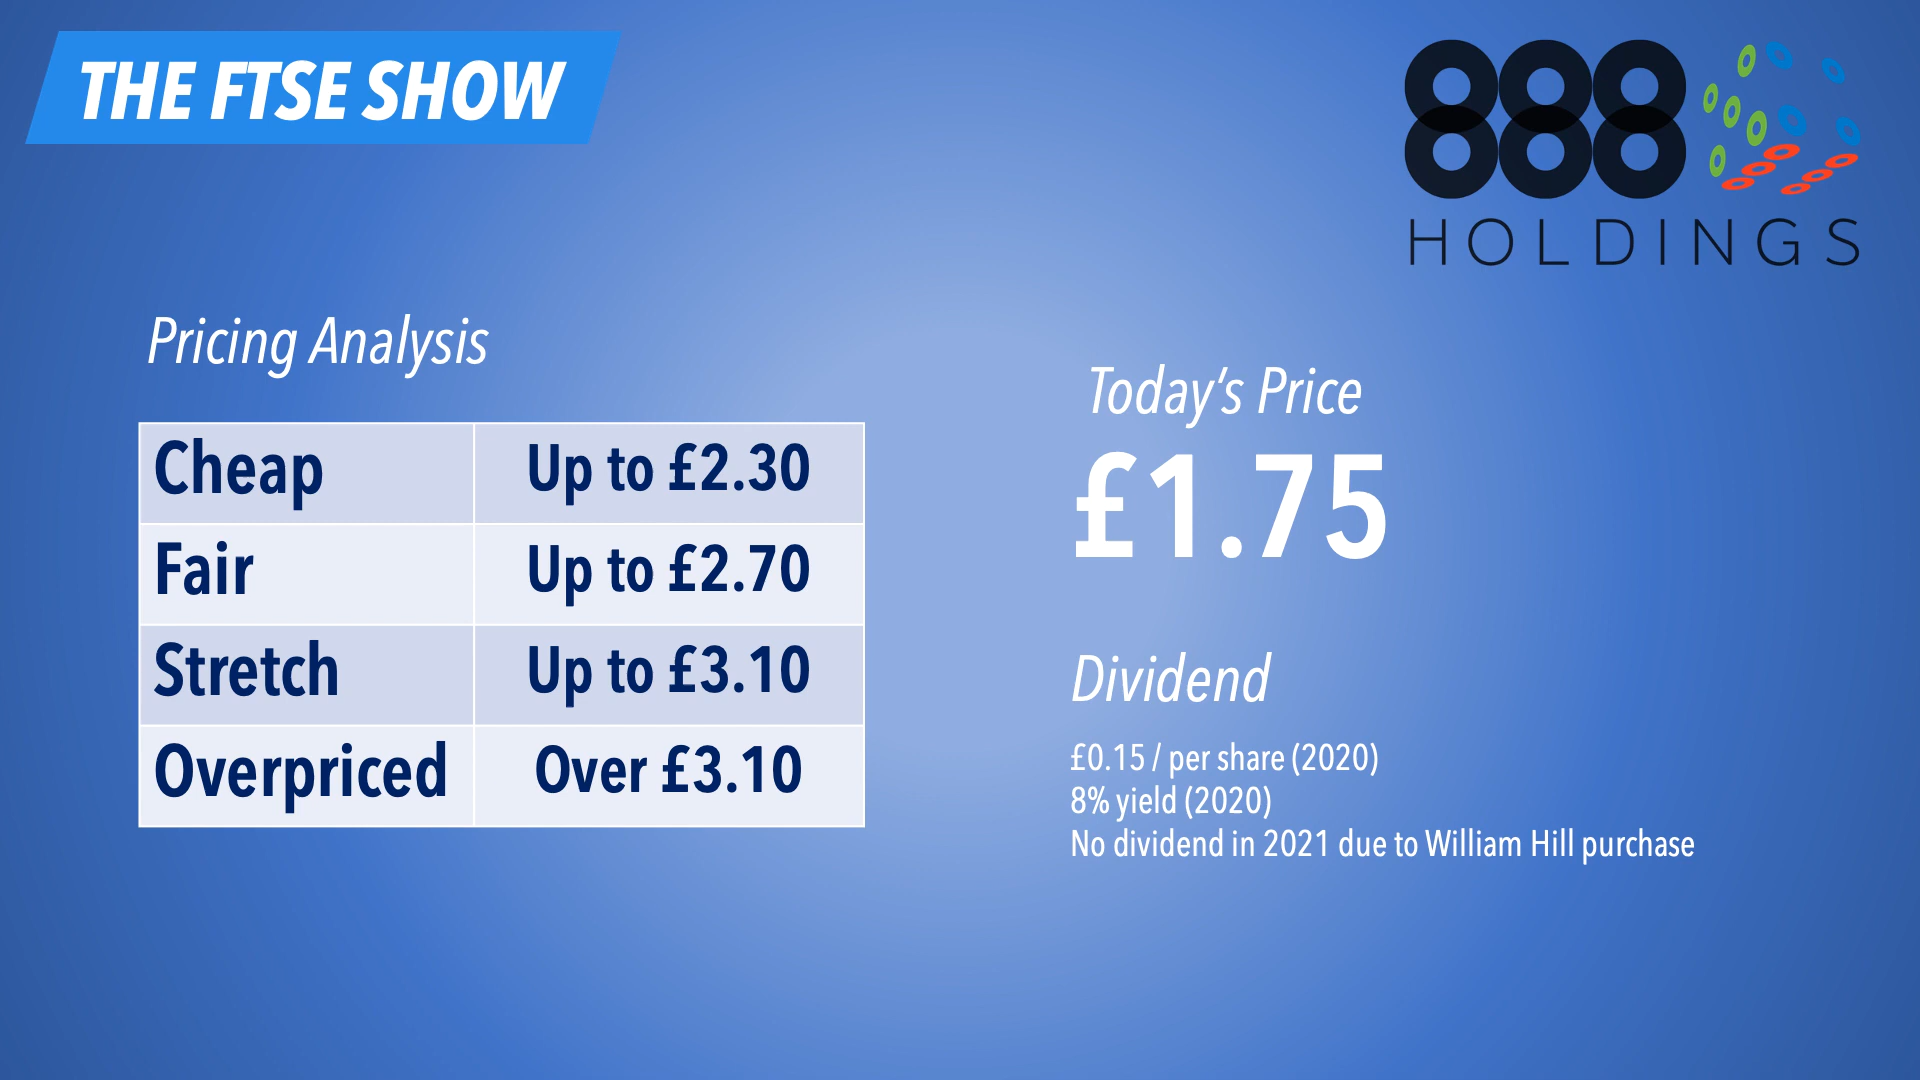 THE FTSE SHOW
888
HOLDINGS
Pricing Analysis
Cheap Up to £2.30
Fair Up to £2.70
Stretch Up to £3.10
Overpriced Over £3.10
Today's Price
£1.75
Dividend
£0.15 / per share (2020)
8% yield (2020)
No dividend in 2021 due to William Hill purchase